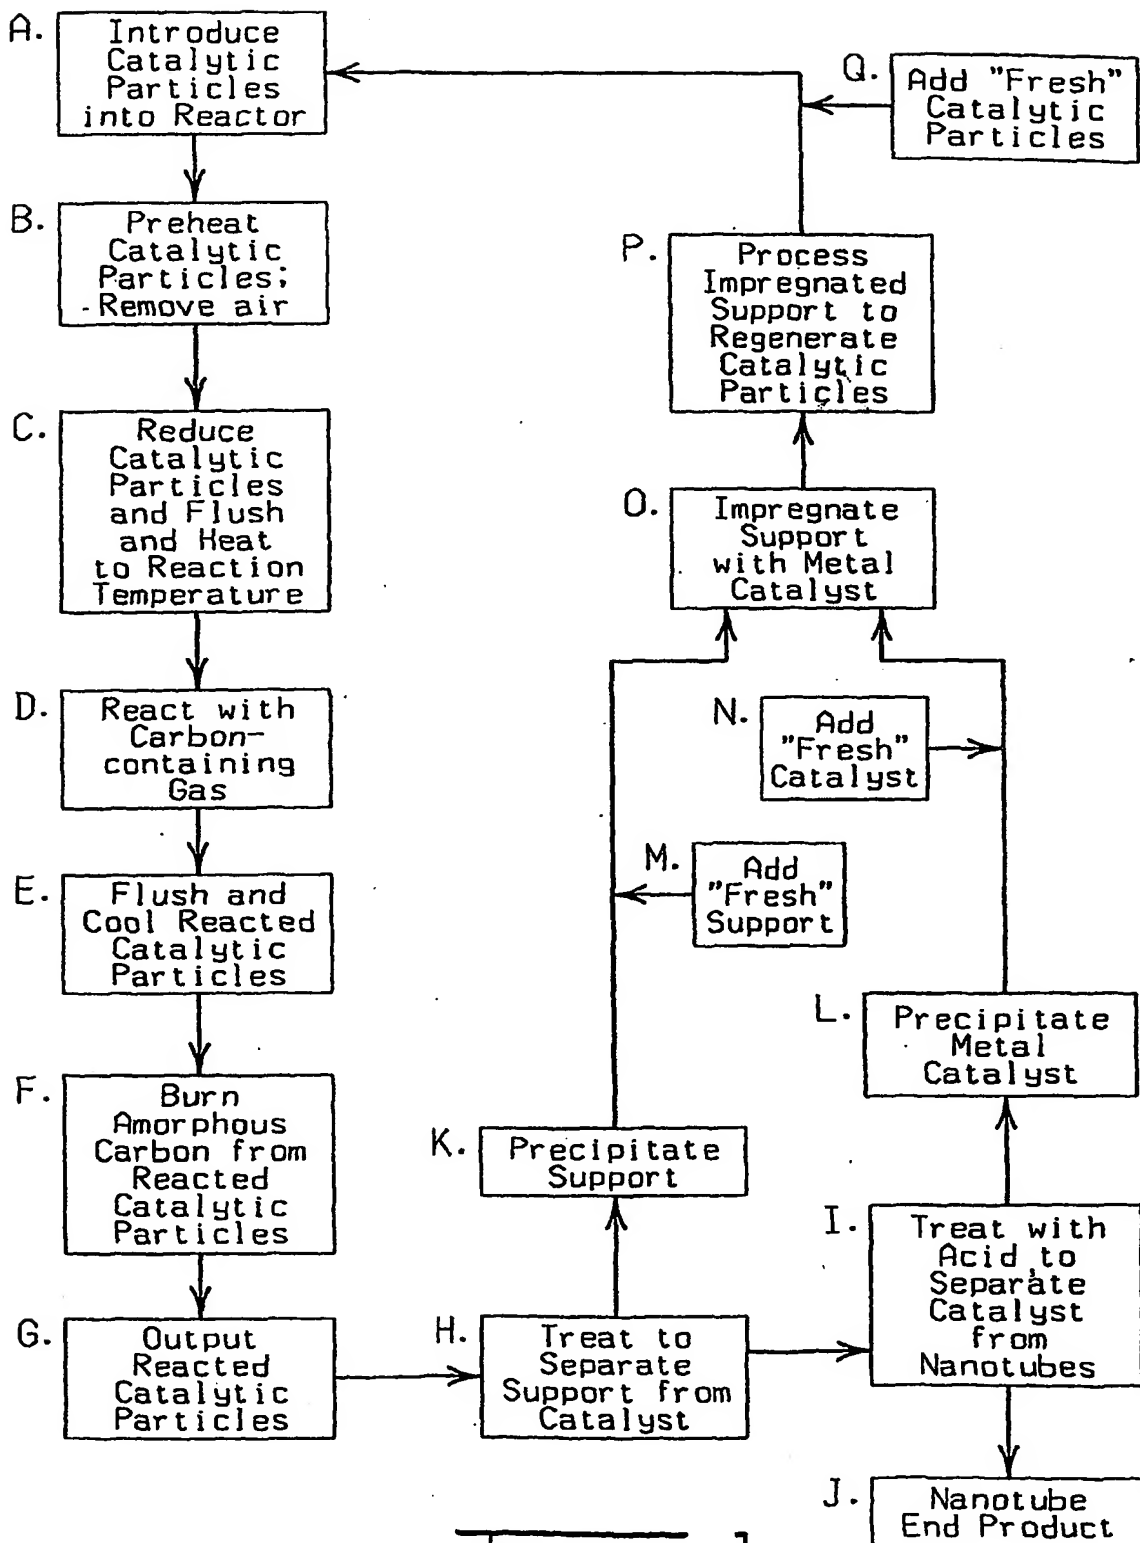 A.
Introduce
Catalytic
Particles
into Reactor
B.
Preheat
Catalytic
Particles;
Remove air
C.
Reduce
Catalytic
Particles
and Flush
and Heat
to Reaction
Temperature
D.
React with
Carbon-
containing
Gas
E.
Flush and
Cool Reacted
Catalytic
Particles
F.
Burn
Amorphous
Carbon from
Reacted
Catalytic
Particles
G.
Output
Reacted
Catalytic
Particles
H.
Treat to
Separate
Support from
Catalyst
I.
Treat with
Acid to
Separate
Catalyst
from
Nanotubes
J.
Nanotube
End Product
K.
Precipitate
Support
L.
Precipitate
Metal
Catalyst
M.
Add
"Fresh"
Support
N.
Add
"Fresh"
Catalyst
O.
Impregnate
Support
with Metal
Catalyst
P.
Process
Impregnated
Support to
Regenerate
Catalytic
Particles
Q.
Add "Fresh"
Catalytic
Particles